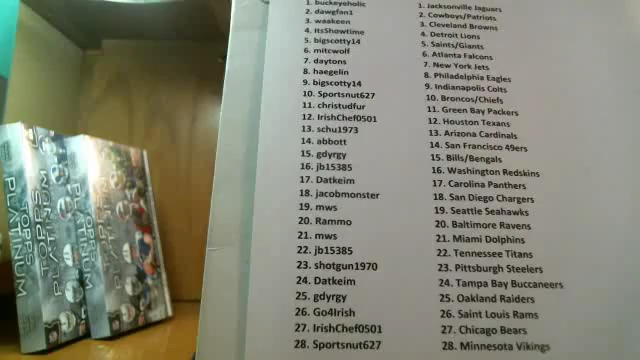 1. buckeyeholic
2. dawgfan1
3. waakeen
4. ItsShowtime
5. bigscotty14
6. mitcwolf
7. daytons
8. haegelin
9. bigscotty14
10. Sportsnut627
11. christudfur
12. IrishChef0501
13. schu1973
14. abbott
15. gdyrgy
16. jb15385
17. Datkeim
18. jacobmonster
19. mws
20. Rammo
21. mws
22. jb15385
23. shotgun1970
24. Datkeim
25. gdyrgy
26. Go4Irish
27. IrishChef0501
28. Sportsnut627
1. Jacksonville Jaguars
2. Cowboys/Patriots
3. Cleveland Browns
4. Detroit Lions
5. Saints/Giants
6. Atlanta Falcons
7. New York Jets
8. Philadelphia Eagles
9. Indianapolis Colts
10. Broncos/Chiefs
11. Green Bay Packers
12. Houston Texans
13. Arizona Cardinals
14. San Francisco 49ers
15. Bills/Bengals
16. Washington Redskins
17. Carolina Panthers
18. San Diego Chargers
19. Seattle Seahawks
20. Baltimore Ravens
21. Miami Dolphins
22. Tennessee Titans
23. Pittsburgh Steelers
24. Tampa Bay Buccaneers
25. Oakland Raiders
26. Saint Louis Rams
27. Chicago Bears
28. Minnesota Vikings
TOPPS
PLATINUM
TOPPS
PLATINUM